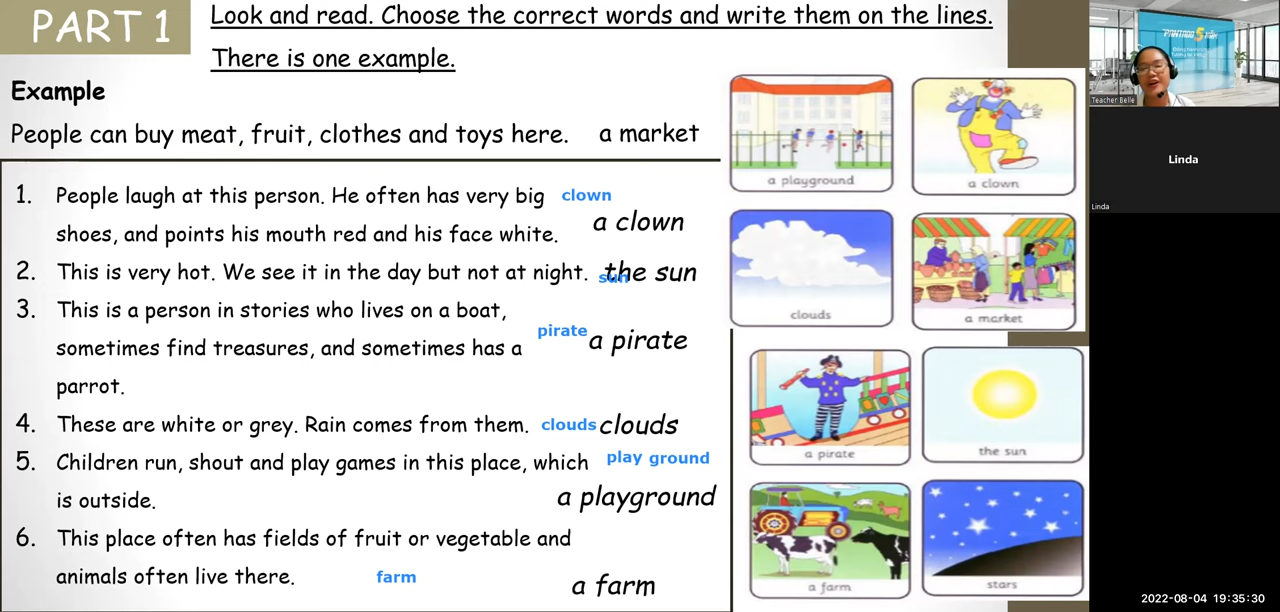 PART 1
Look and read. Choose the correct words and write them on the lines.
There is one example.
Example
People can buy meat, fruit, clothes and toys here. a market
1. People laugh at this person. He often has very big clown
shoes, and points his mouth red and his face white. a clown
2. This is very hot. We see it in the day but not at night. sun the sun
3. This is a person in stories who lives on a boat,
sometimes find treasures, and sometimes has a pirate a pirate
parrot.
4. These are white or grey. Rain comes from them. clouds clouds
5. Children run, shout and play games in this place, which play ground
is outside. a playground
6. This place often has fields of fruit or vegetable and
animals often live there. farm a farm
a playground
a clown
clouds
a market
a pirate
the sun
a farm
stars
Teacher Belle
Linda
Linda
2022-08-04 19:35:30